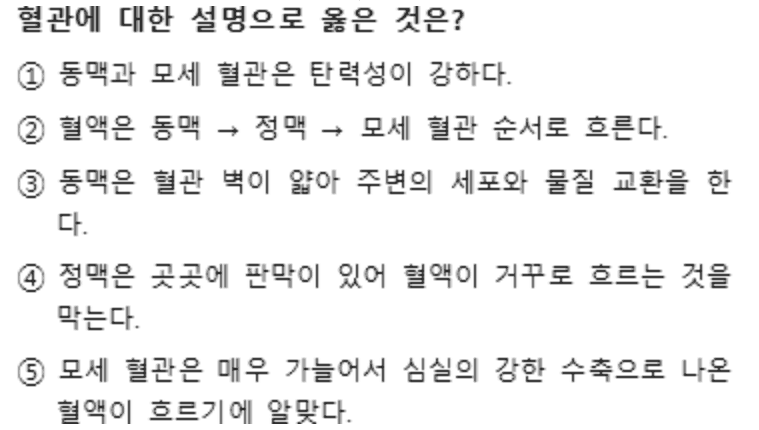 혈관에 대한 설명으로 옳은 것은?
① 동맥과 모세 혈관은 탄력성이 강하다.
② 혈액은 동맥 → 정맥 → 모세 혈관 순서로 흐른다.
③ 동맥은 혈관 벽이 얇아 주변의 세포와 물질 교환을 한
다.
④ 정맥은 곳곳에 판막이 있어 혈액이 거꾸로 흐르는 것을
막는다.
⑤ 모세 혈관은 매우 가늘어서 심실의 강한 수축으로 나온
혈액이 흐르기에 알맞다.